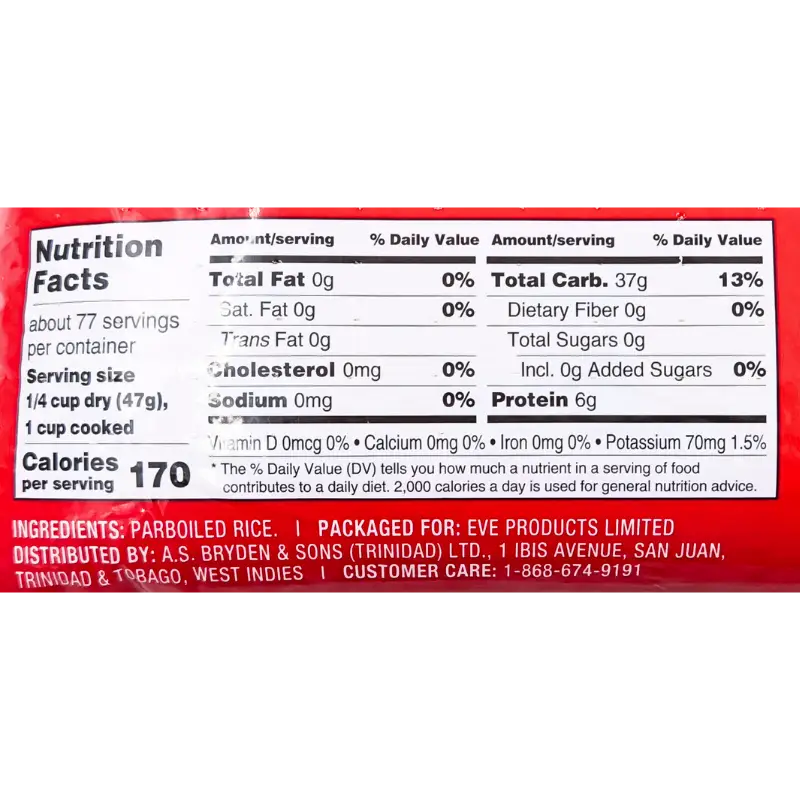 Nutrition
Facts
about 77 servings
per container
Serving size
1/4 cup dry (47g),
1 cup cooked
Calories
per serving 170
Amount/serving % Daily Value
Total Fat 0g 0%
Sat. Fat 0g 0%
Trans Fat 0g
Cholesterol 0mg 0%
Sodium 0mg 0%
Amount/serving % Daily Value
Total Carb. 37g 13%
Dietary Fiber 0g 0%
Total Sugars 0g
Incl. 0g Added Sugars 0%
Protein 6g
Vitamin D 0mcg 0% • Calcium 0mg 0% • Iron 0mg 0% • Potassium 70mg 1.5%
* The % Daily Value (DV) tells you how much a nutrient in a serving of food
contributes to a daily diet. 2,000 calories a day is used for general nutrition advice.
INGREDIENTS: PARBOILED RICE. | PACKAGED FOR: EVE PRODUCTS LIMITED
DISTRIBUTED BY: A.S. BRYDEN & SONS (TRINIDAD) LTD., 1 IBIS AVENUE, SAN JUAN,
TRINIDAD & TOBAGO, WEST INDIES | CUSTOMER CARE: 1-868-674-9191